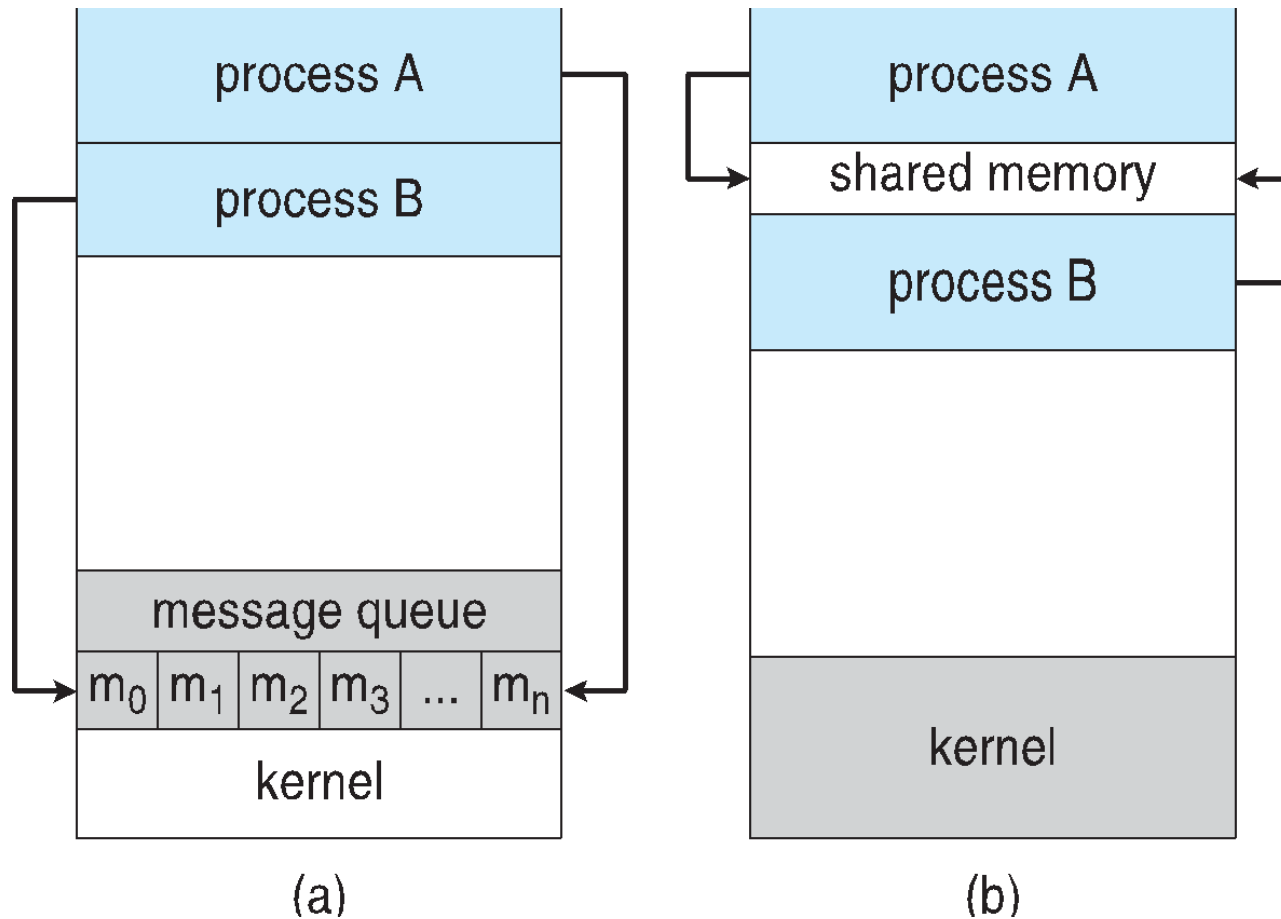 process A
process B
message queue
m0 m1 m2 m3 ... mn
kernel
(a)
process A
shared memory
process B
kernel
(b)